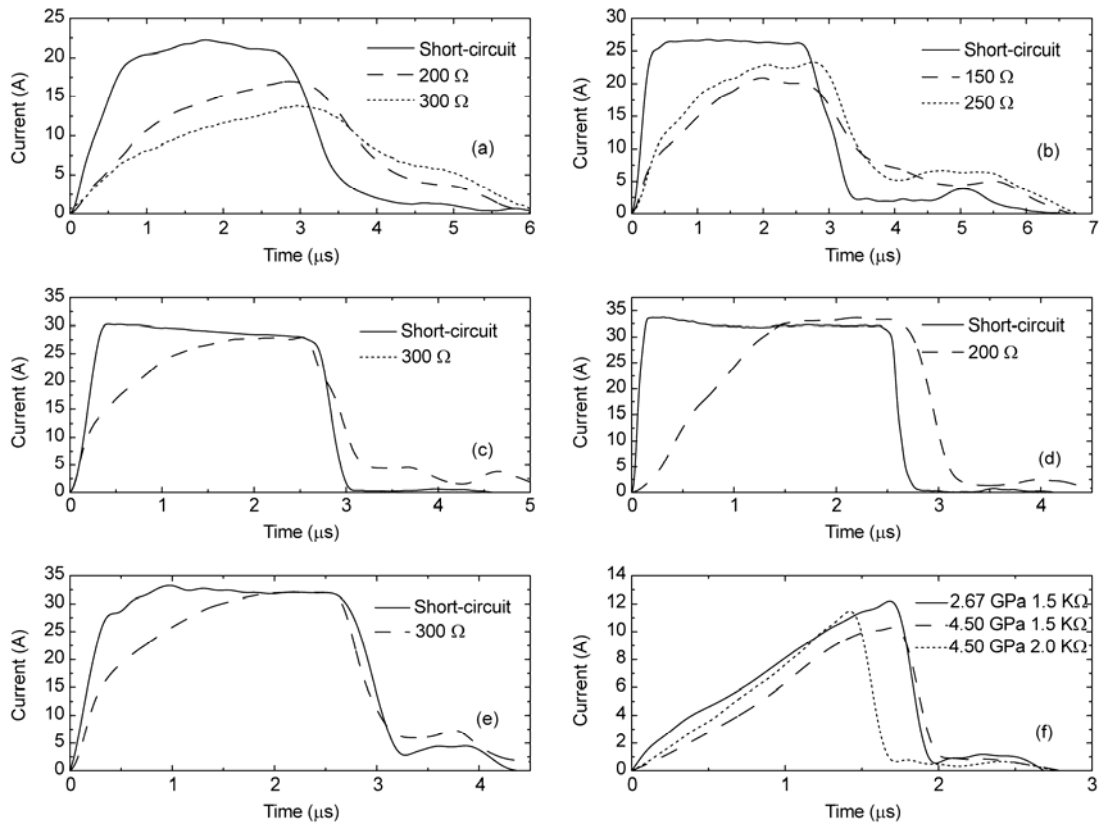 25
20
15
10
5
0
Current (A)
Short-circuit
200 Ω
300 Ω
(a)
0 1 2 3 4 5 6
Time (μs)
30
25
20
15
10
5
0
Current (A)
Short-circuit
150 Ω
250 Ω
(b)
0 1 2 3 4 5 6 7
Time (μs)
35
30
25
20
15
10
5
0
Current (A)
Short-circuit
300 Ω
(c)
0 1 2 3 4 5
Time (μs)
35
30
25
20
15
10
5
0
Current (A)
Short-circuit
200 Ω
(d)
0 1 2 3 4
Time (μs)
35
30
25
20
15
10
5
0
Current (A)
Short-circuit
300 Ω
(e)
0 1 2 3 4
Time (μs)
14
12
10
8
6
4
2
0
Current (A)
2.67 GPa 1.5 KΩ
4.50 GPa 1.5 KΩ
4.50 GPa 2.0 KΩ
(f)
0 1 2 3
Time (μs)